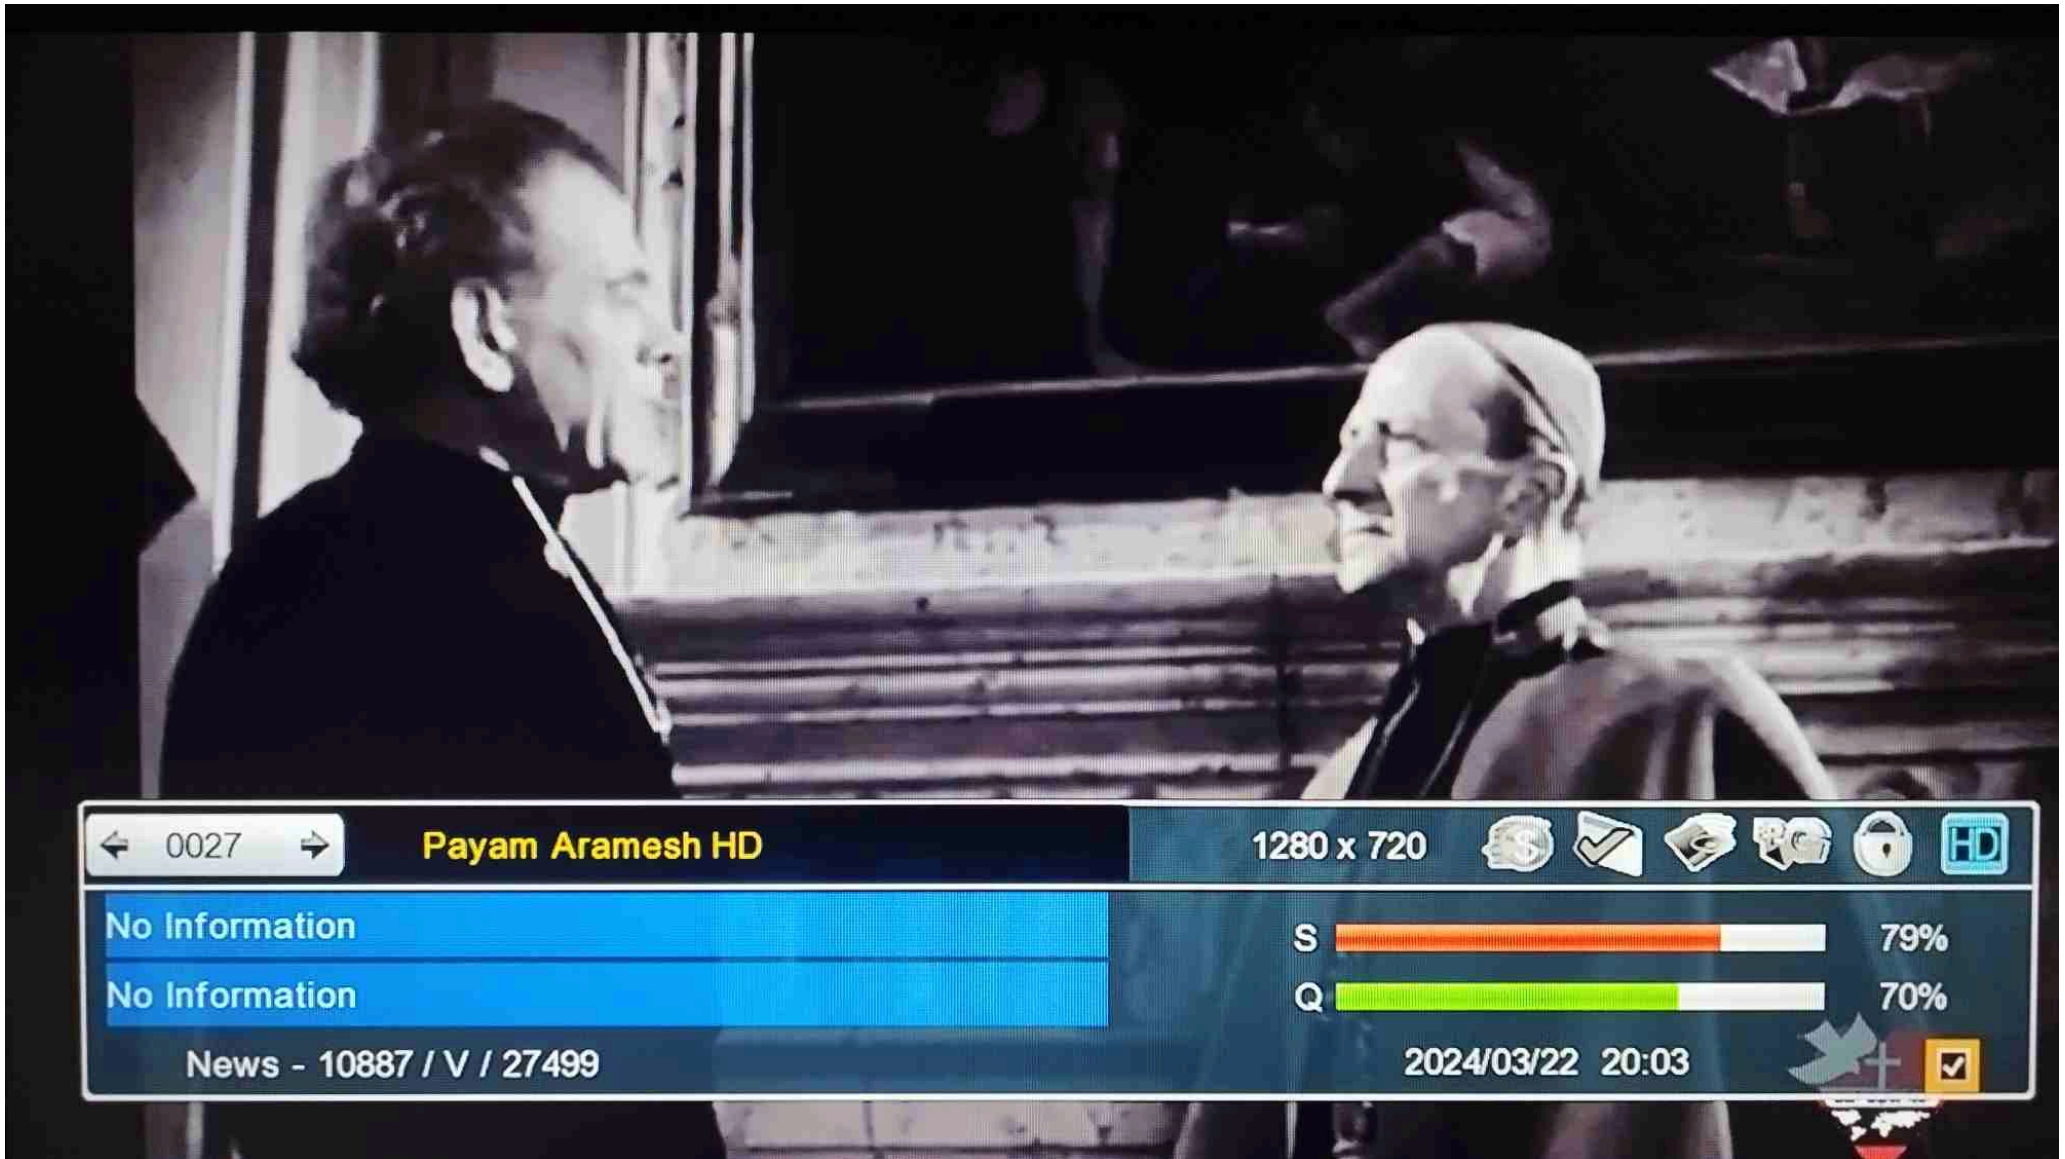 0027
Payam Aramesh HD
1280 x 720
HD
No Information
S 79%
No Information
Q 70%
News - 10887 / V / 27499
2024/03/22 20:03